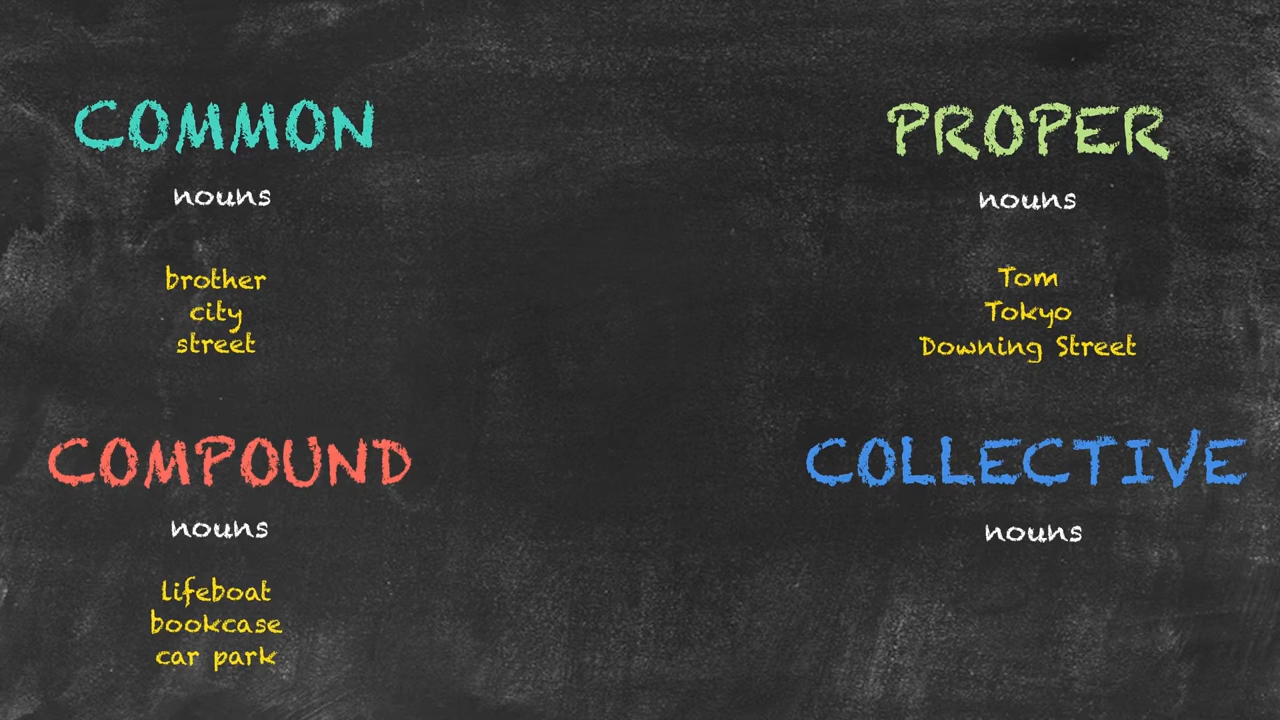 COMMON
nouns
brother
city
street
PROPER
nouns
Tom
Tokyo
Downing Street
COMPOUND
nouns
lifeboat
bookcase
car park
COLLECTIVE
nouns